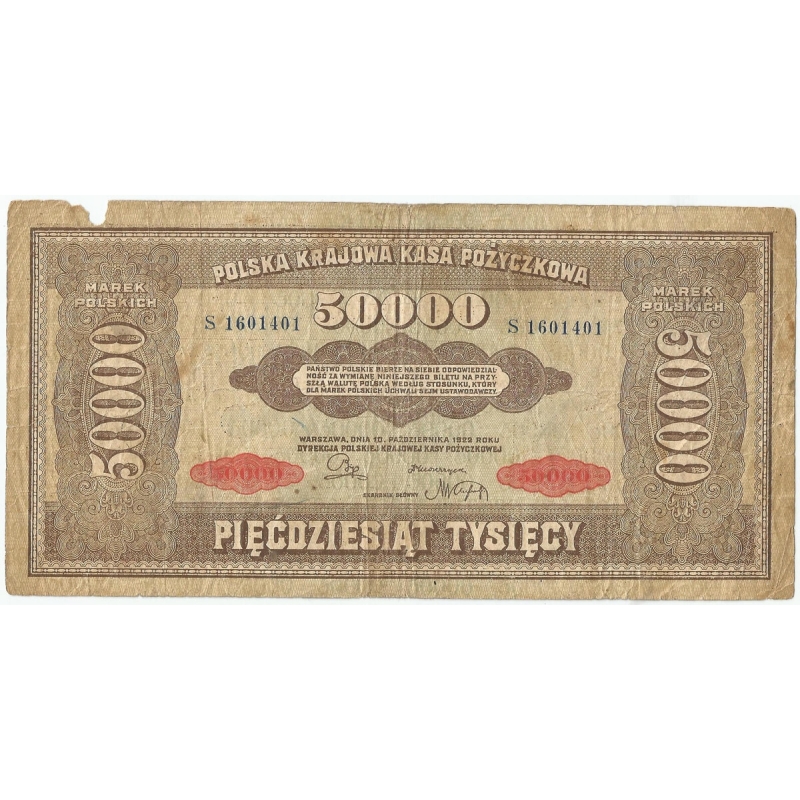 POLSKA KRAJOWA KASA POŻYCZKOWA
MAREK
POLSKICH
50000
MAREK
POLSKICH
S 1601401
S 1601401
50000
50000
PAŃSTWO POLSKIE BIERZE NA SIEBIE ODPOWIEDZIAL-
NOŚĆ ZA WYMIANĘ NINIEJSZEGO BILETU NA PRZY-
SZŁĄ WALUTĘ POLSKĄ WEDŁUG STOSUNKU, KTÓRY
DLA MAREK POLSKICH UCHWALI SEJM USTAWODAWCZY.
WARSZAWA, DNIA 10. PAŹDZIERNIKA 1922 ROKU
DYREKCJA POLSKIEJ KRAJOWEJ KASY POŻYCZKOWEJ
50000
50000
SKARBNIK GŁÓWNY
PIĘĆDZIESIĄT TYSIĘCY